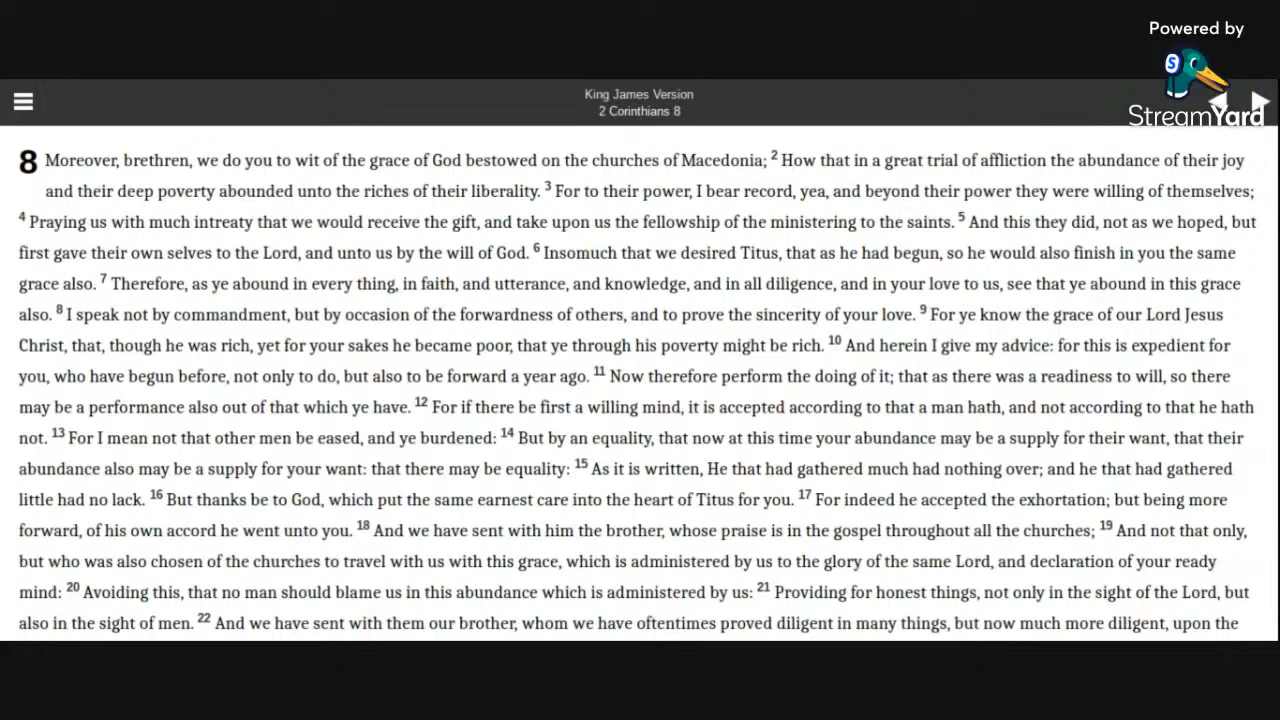 Powered by
StreamYard
King James Version
2 Corinthians 8
8 Moreover, brethren, we do you to wit of the grace of God bestowed on the churches of Macedonia; 2 How that in a great trial of affliction the abundance of their joy
and their deep poverty abounded unto the riches of their liberality. 3 For to their power, I bear record, yea, and beyond their power they were willing of themselves;
4 Praying us with much intreaty that we would receive the gift, and take upon us the fellowship of the ministering to the saints. 5 And this they did, not as we hoped, but
first gave their own selves to the Lord, and unto us by the will of God. 6 Insomuch that we desired Titus, that as he had begun, so he would also finish in you the same
grace also. 7 Therefore, as ye abound in every thing, in faith, and utterance, and knowledge, and in all diligence, and in your love to us, see that ye abound in this grace
also. 8 I speak not by commandment, but by occasion of the forwardness of others, and to prove the sincerity of your love. 9 For ye know the grace of our Lord Jesus
Christ, that, though he was rich, yet for your sakes he became poor, that ye through his poverty might be rich. 10 And herein I give my advice: for this is expedient for
you, who have begun before, not only to do, but also to be forward a year ago. 11 Now therefore perform the doing of it; that as there was a readiness to will, so there
may be a performance also out of that which ye have. 12 For if there be first a willing mind, it is accepted according to that a man hath, and not according to that he hath
not. 13 For I mean not that other men be eased, and ye burdened: 14 But by an equality, that now at this time your abundance may be a supply for their want, that their
abundance also may be a supply for your want: that there may be equality: 15 As it is written, He that had gathered much had nothing over; and he that had gathered
little had no lack. 16 But thanks be to God, which put the same earnest care into the heart of Titus for you. 17 For indeed he accepted the exhortation; but being more
forward, of his own accord he went unto you. 18 And we have sent with him the brother, whose praise is in the gospel throughout all the churches; 19 And not that only,
but who was also chosen of the churches to travel with us with this grace, which is administered by us to the glory of the same Lord, and declaration of your ready
mind: 20 Avoiding this, that no man should blame us in this abundance which is administered by us: 21 Providing for honest things, not only in the sight of the Lord, but
also in the sight of men. 22 And we have sent with them our brother, whom we have oftentimes proved diligent in many things, but now much more diligent, upon the